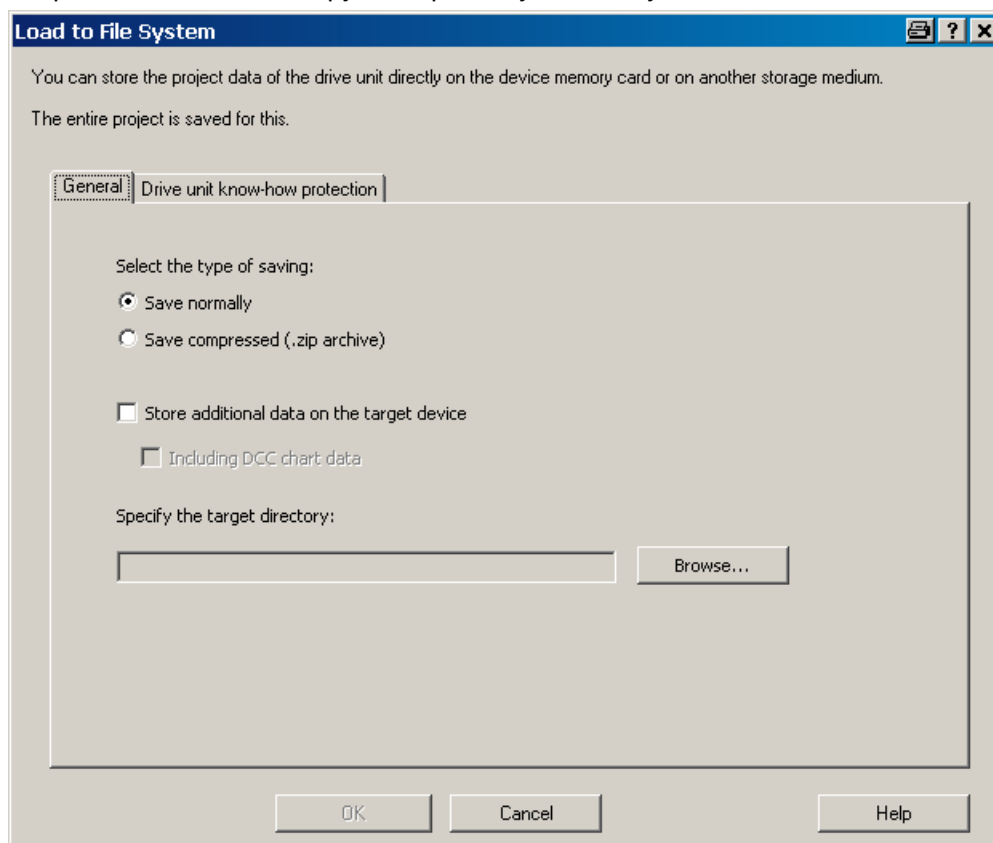 Load to File System
You can store the project data of the drive unit directly on the device memory card or on another storage medium.
The entire project is saved for this.
General Drive unit know-how protection
Select the type of saving:
Save normally
Save compressed (.zip archive)
Store additional data on the target device
Including DCC chart data
Specify the target directory:
Browse...
OK Cancel Help